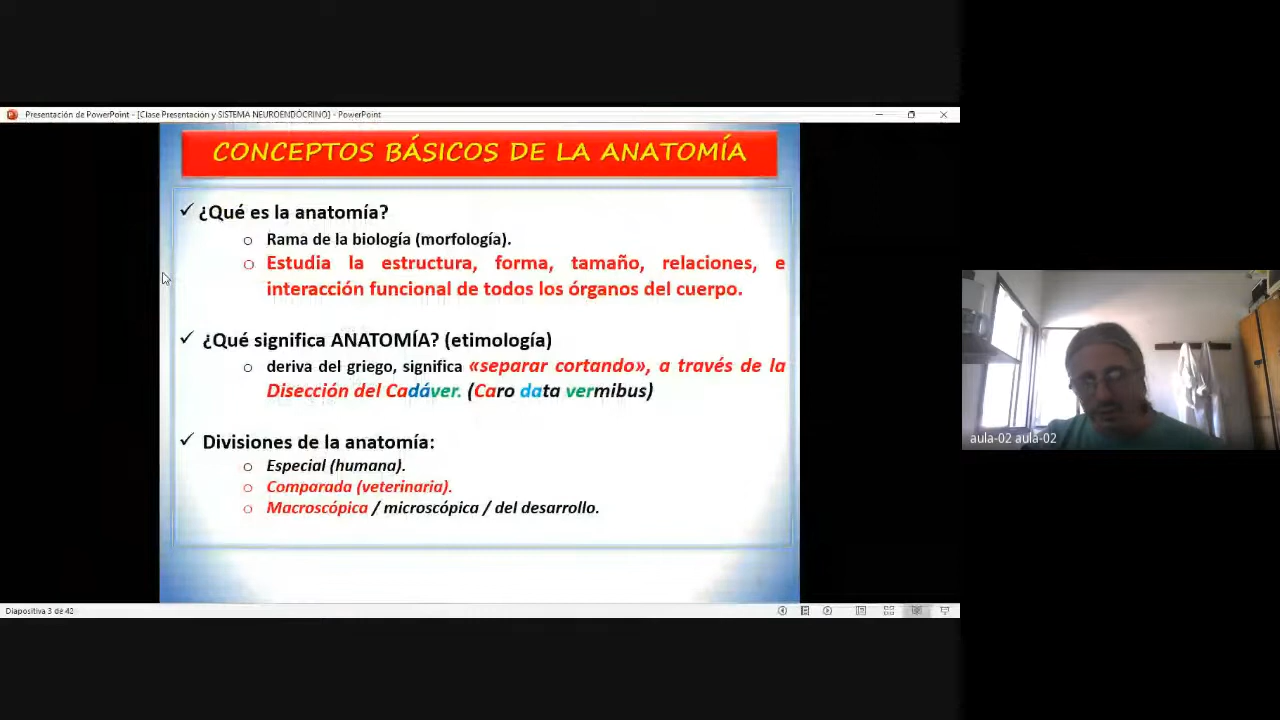 Presentación de PowerPoint - [Clase Presentación y SISTEMA NEUROENDÓCRINO] - PowerPoint
CONCEPTOS BÁSICOS DE LA ANATOMÍA
¿Qué es la anatomía?
Rama de la biología (morfología).
Estudia la estructura, forma, tamaño, relaciones, e
interacción funcional de todos los órganos del cuerpo.
¿Qué significa ANATOMÍA? (etimología)
deriva del griego, significa «separar cortando», a través de la
Disección del Cadáver. (Caro data vermibus)
Divisiones de la anatomía:
Especial (humana).
Comparada (veterinaria).
Macroscópica / microscópica / del desarrollo.
aula-02 aula-02
Diapositiva 3 de 42